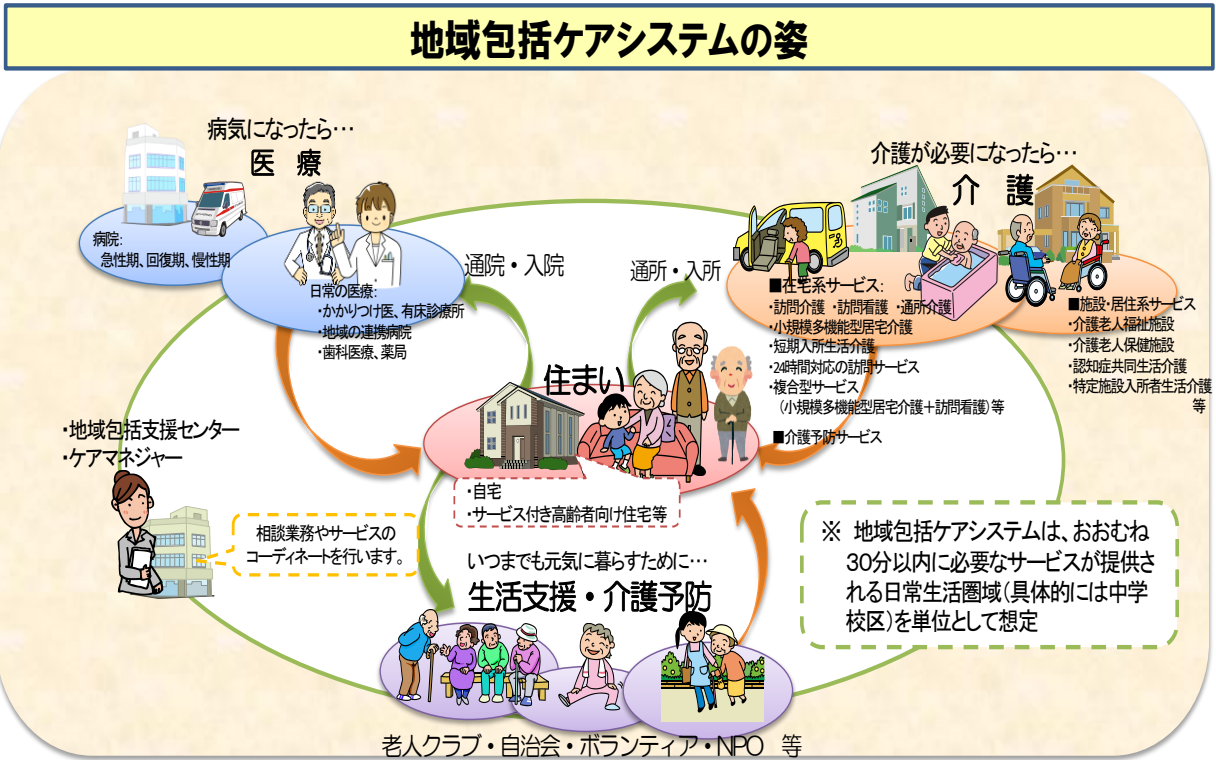 地域包括ケアシステムの姿
病気になったら…
医　療
病院:
急性期、回復期、慢性期
日常の医療:
・かかりつけ医、有床診療所
・地域の連携病院
・歯科医療、薬局
通院・入院
通所・入所
介護が必要になったら…
介　護
■在宅系サービス:
・訪問介護 ・訪問看護 ・通所介護
・小規模多機能型居宅介護
・短期入所生活介護
・24時間対応の訪問サービス
・複合型サービス
（小規模多機能型居宅介護＋訪問看護）等
■介護予防サービス
■施設・居住系サービス
・介護老人福祉施設
・介護老人保健施設
・認知症共同生活介護
・特定施設入所者生活介護
等
住まい
・自宅
・サービス付き高齢者向け住宅等
・地域包括支援センター
・ケアマネジャー
相談業務やサービスの
コーディネートを行います。
いつまでも元気に暮らすために…
生活支援・介護予防
老人クラブ・自治会・ボランティア・NPO　等
※　地域包括ケアシステムは、おおむね
30分以内に必要なサービスが提供さ
れる日常生活圏域（具体的には中学
校区）を単位として想定